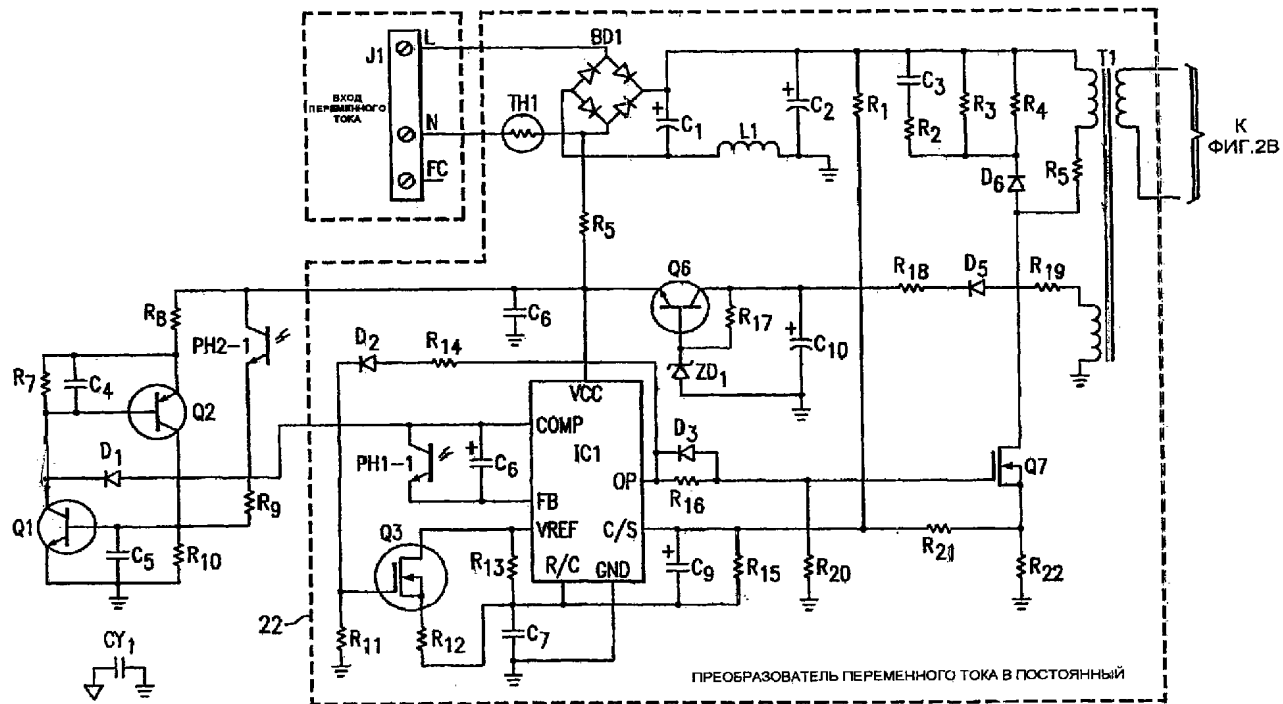 J1
L
ВХОД
ПЕРЕМЕННОГО
ТОКА
N
FC
BD1
TH1
C1
L1
C2
R1
C3
R2
R3
R4
T1
D6
R5
К
ФИГ.2В
R5
Q6
R18
D5
R19
R8
PH2-1
C6
R17
C10
D2
R14
ZD1
R7
C4
Q2
VCC
COMP
IC1
D3
D1
PH1-1
C6
OP
R16
Q7
FB
R9
Q1
Q3
VREF
C/S
R21
C5
R10
R13
R/C
GND
C9
R15
R20
R22
22
R11
R12
C7
CY1
ПРЕОБРАЗОВАТЕЛЬ ПЕРЕМЕННОГО ТОКА В ПОСТОЯННЫЙ